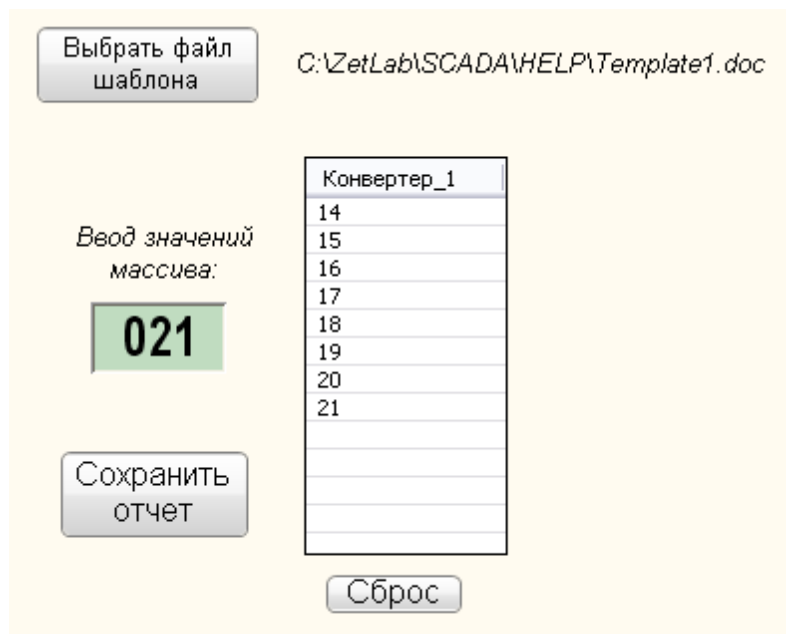 Выбрать файл
шаблона
C:\ZetLab\SCADA\HELP\Template1.doc
Конвертер_1
14
15
16
17
18
19
20
21
Ввод значений
массива:
021
Сохранить
отчет
Сброс